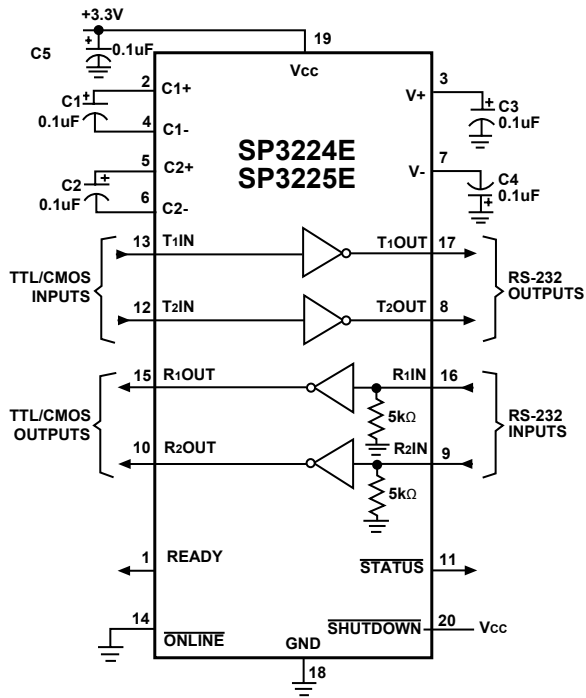 +3.3V
C5
+
0.1uF
19
VCC
2
C1+
C1
+
0.1uF
4
C1-
5
C2+
C2
+
0.1uF
6
C2-
3
V+
+
C3
0.1uF
7
V-
C4
0.1uF
+
SP3224E
SP3225E
TTL/CMOS
INPUTS
13
T1IN
T1OUT
17
12
T2IN
T2OUT
8
RS-232
OUTPUTS
TTL/CMOS
OUTPUTS
15
R1OUT
R1IN
16
5kΩ
10
R2OUT
R2IN
9
5kΩ
RS-232
INPUTS
1
READY
STATUS
11
14
ONLINE
SHUTDOWN
20
VCC
GND
18